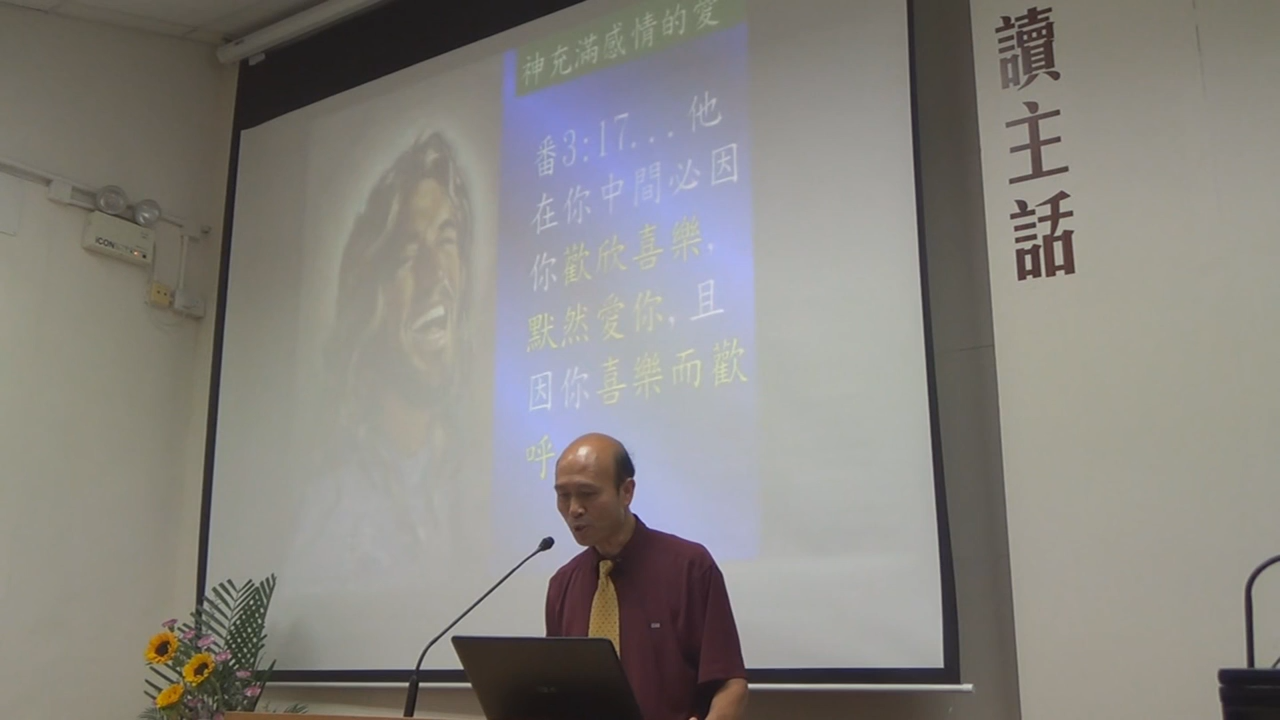 神充滿感情的愛
番3:17...他
在你中間必因
你歡欣喜樂,
默然愛你,且
因你喜樂而歡
呼
讀主話
ICON